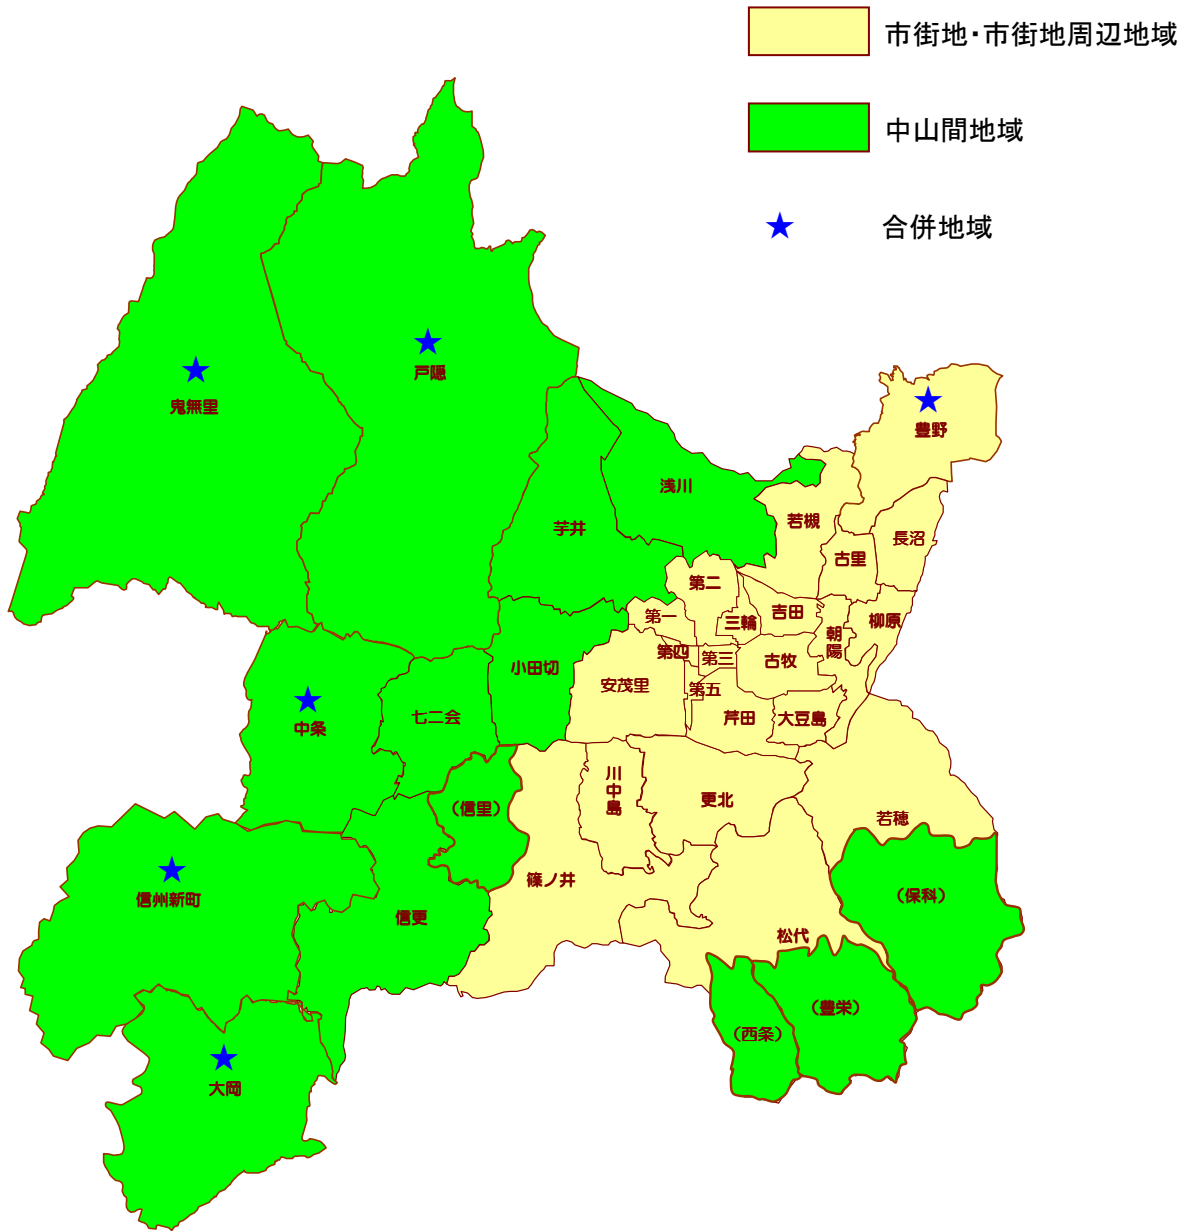 市街地・市街地周辺地域
中山間地域
合併地域
戸隠
鬼無里
豊野
浅川
芋井
若槻
長沼
古里
第二
第一
三輪
吉田
柳原
朝陽
第四
第三
古牧
小田切
安茂里
第五
七二会
芹田
大豆島
中条
川中島
更北
（信里）
若穂
篠ノ井
信州新町
（保科）
信更
松代
（豊栄）
（西条）
大岡